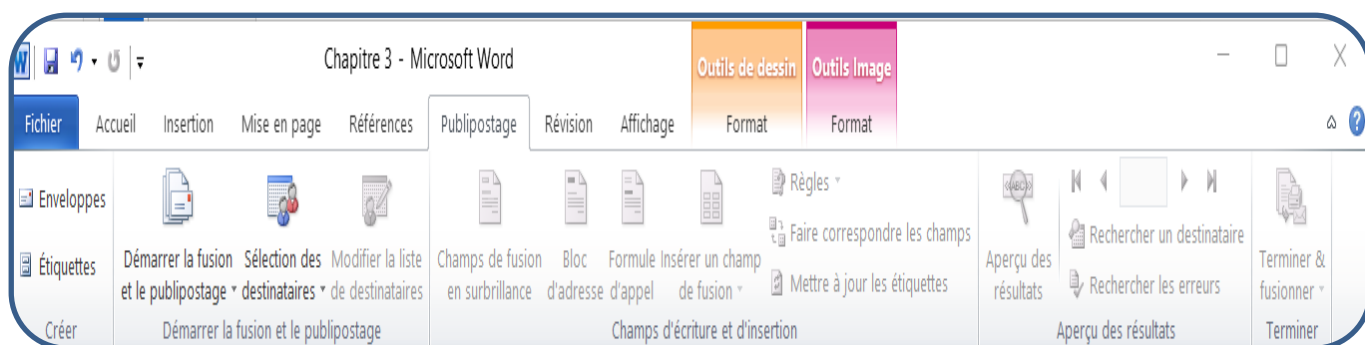 Chapitre 3 - Microsoft Word
Outils de dessin Outils Image
Fichier Accueil Insertion Mise en page Références Publipostage Révision Affichage Format Format
Enveloppes
Étiquettes
Créer
Démarrer la fusion
et le publipostage
Sélection des
destinataires
Modifier la liste
de destinataires
Démarrer la fusion et le publipostage
Champs de fusion
en surbrillance
Bloc
d'adresse
Formule
d'appel
Insérer un champ
de fusion
Règles
Faire correspondre les champs
Mettre à jour les étiquettes
Champs d'écriture et d'insertion
ABC
Aperçu des
résultats
Rechercher un destinataire
Rechercher les erreurs
Aperçu des résultats
Terminer &
fusionner
Terminer